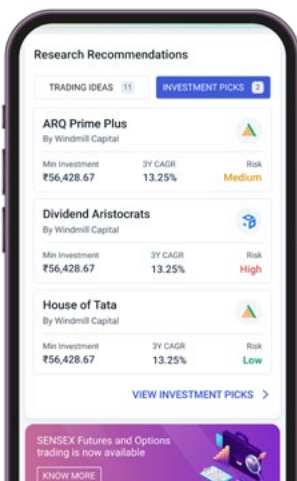 Research Recommendations
TRADING IDEAS 11 INVESTMENT PICKS 2
ARQ Prime Plus
By Windmill Capital
Min Investment 3Y CAGR Risk
₹56,428.67 13.25% Medium
Dividend Aristocrats
By Windmill Capital
Min Investment 3Y CAGR Risk
₹56,428.67 13.25% High
House of Tata
By Windmill Capital
Min Investment 3Y CAGR Risk
₹56,428.67 13.25% Low
VIEW INVESTMENT PICKS >
SENSEX Futures and Options
trading is now available
KNOW MORE